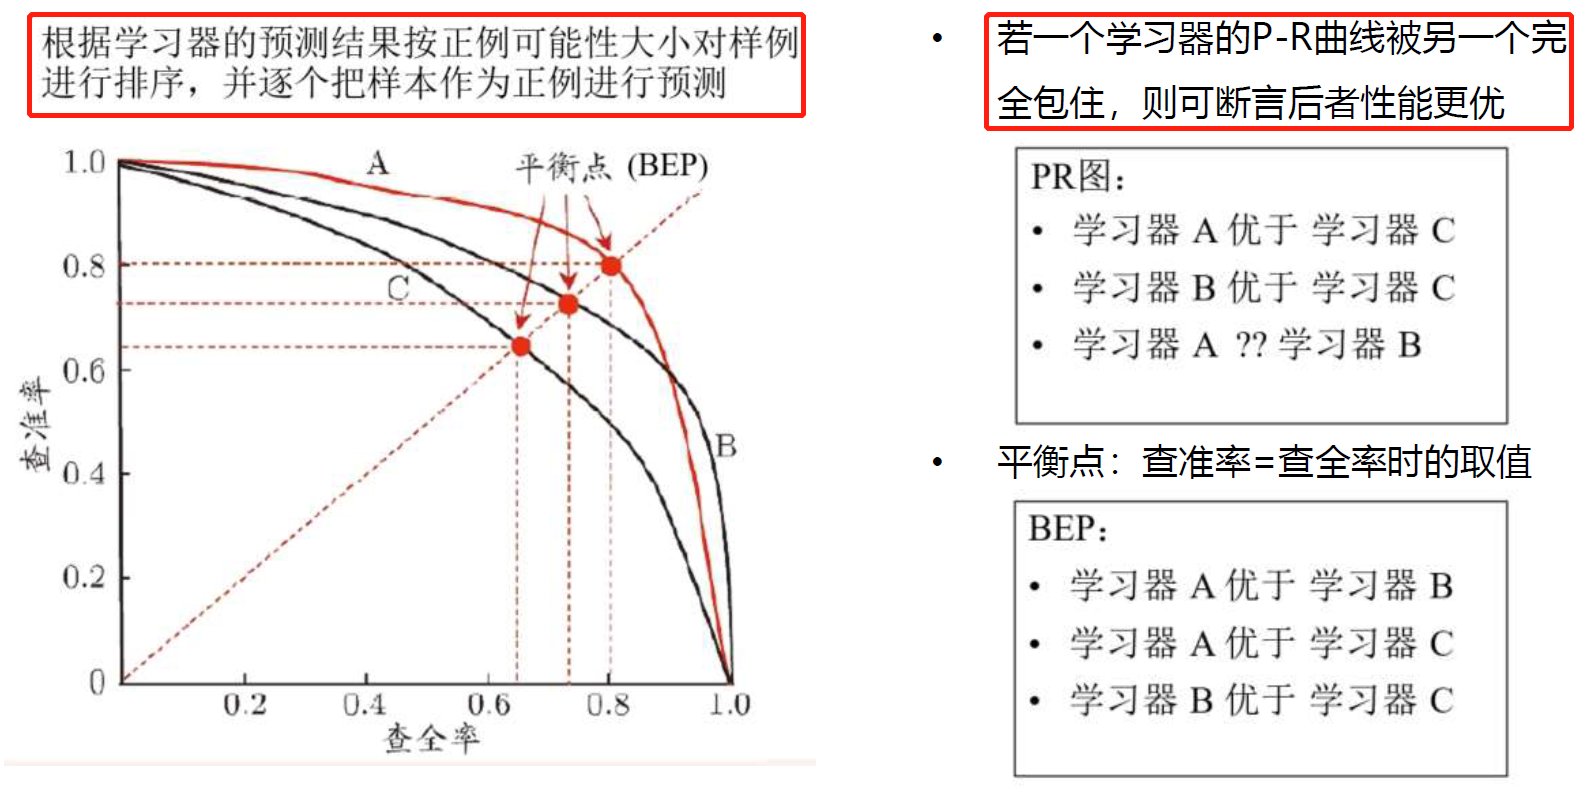 根据学习器的预测结果按正例可能性大小对样例
进行排序，并逐个把样本作为正例进行预测
1.0
0.8
0.6
0.4
0.2
0
查准率
A
平衡点 (BEP)
C
B
0.2
0.4
0.6
0.8
1.0
查全率
• 若一个学习器的P-R曲线被另一个完
全包住，则可断言后者性能更优
PR图：
• 学习器 A 优于 学习器 C
• 学习器 B 优于 学习器 C
• 学习器 A ?? 学习器 B
• 平衡点：查准率=查全率时的取值
BEP：
• 学习器 A 优于 学习器 B
• 学习器 A 优于 学习器 C
• 学习器 B 优于 学习器 C